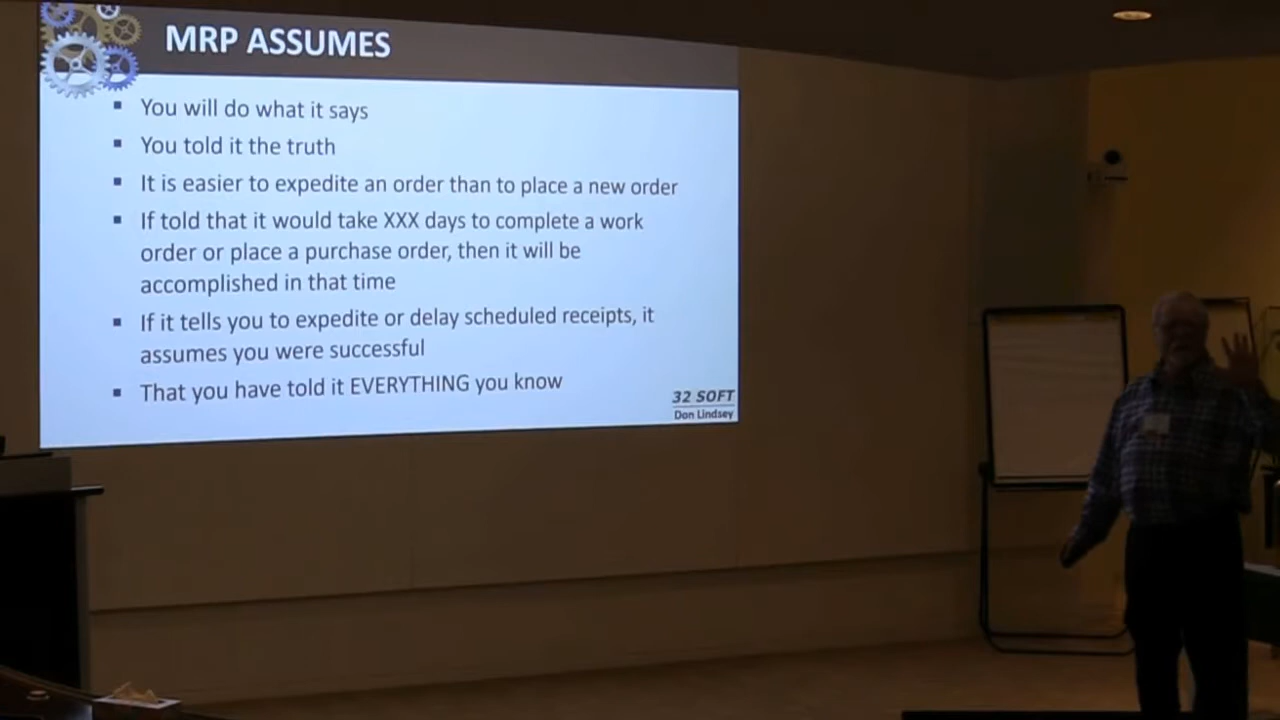 MRP ASSUMES
▪ You will do what it says
▪ You told it the truth
▪ It is easier to expedite an order than to place a new order
▪ If told that it would take XXX days to complete a work
order or place a purchase order, then it will be
accomplished in that time
▪ If it tells you to expedite or delay scheduled receipts, it
assumes you were successful
▪ That you have told it EVERYTHING you know
32 SOFT
Don Lindsey